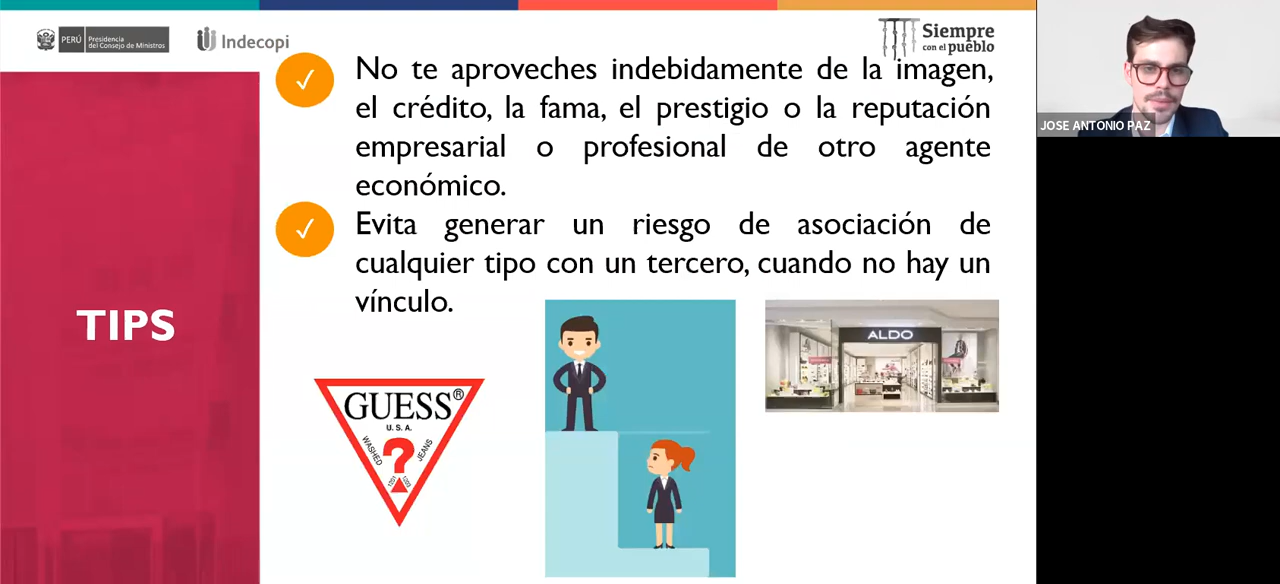 PERÚ
Presidencia
del Consejo de Ministros
Indecopi
Siempre
con el pueblo
JOSE ANTONIO PAZ
✓ No te aproveches indebidamente de la imagen,
el crédito, la fama, el prestigio o la reputación
empresarial o profesional de otro agente
económico.
✓ Evita generar un riesgo de asociación de
cualquier tipo con un tercero, cuando no hay un
vínculo.
TIPS
GUESS®
U.S.A.
WASHED
?
JEANS
ALDO